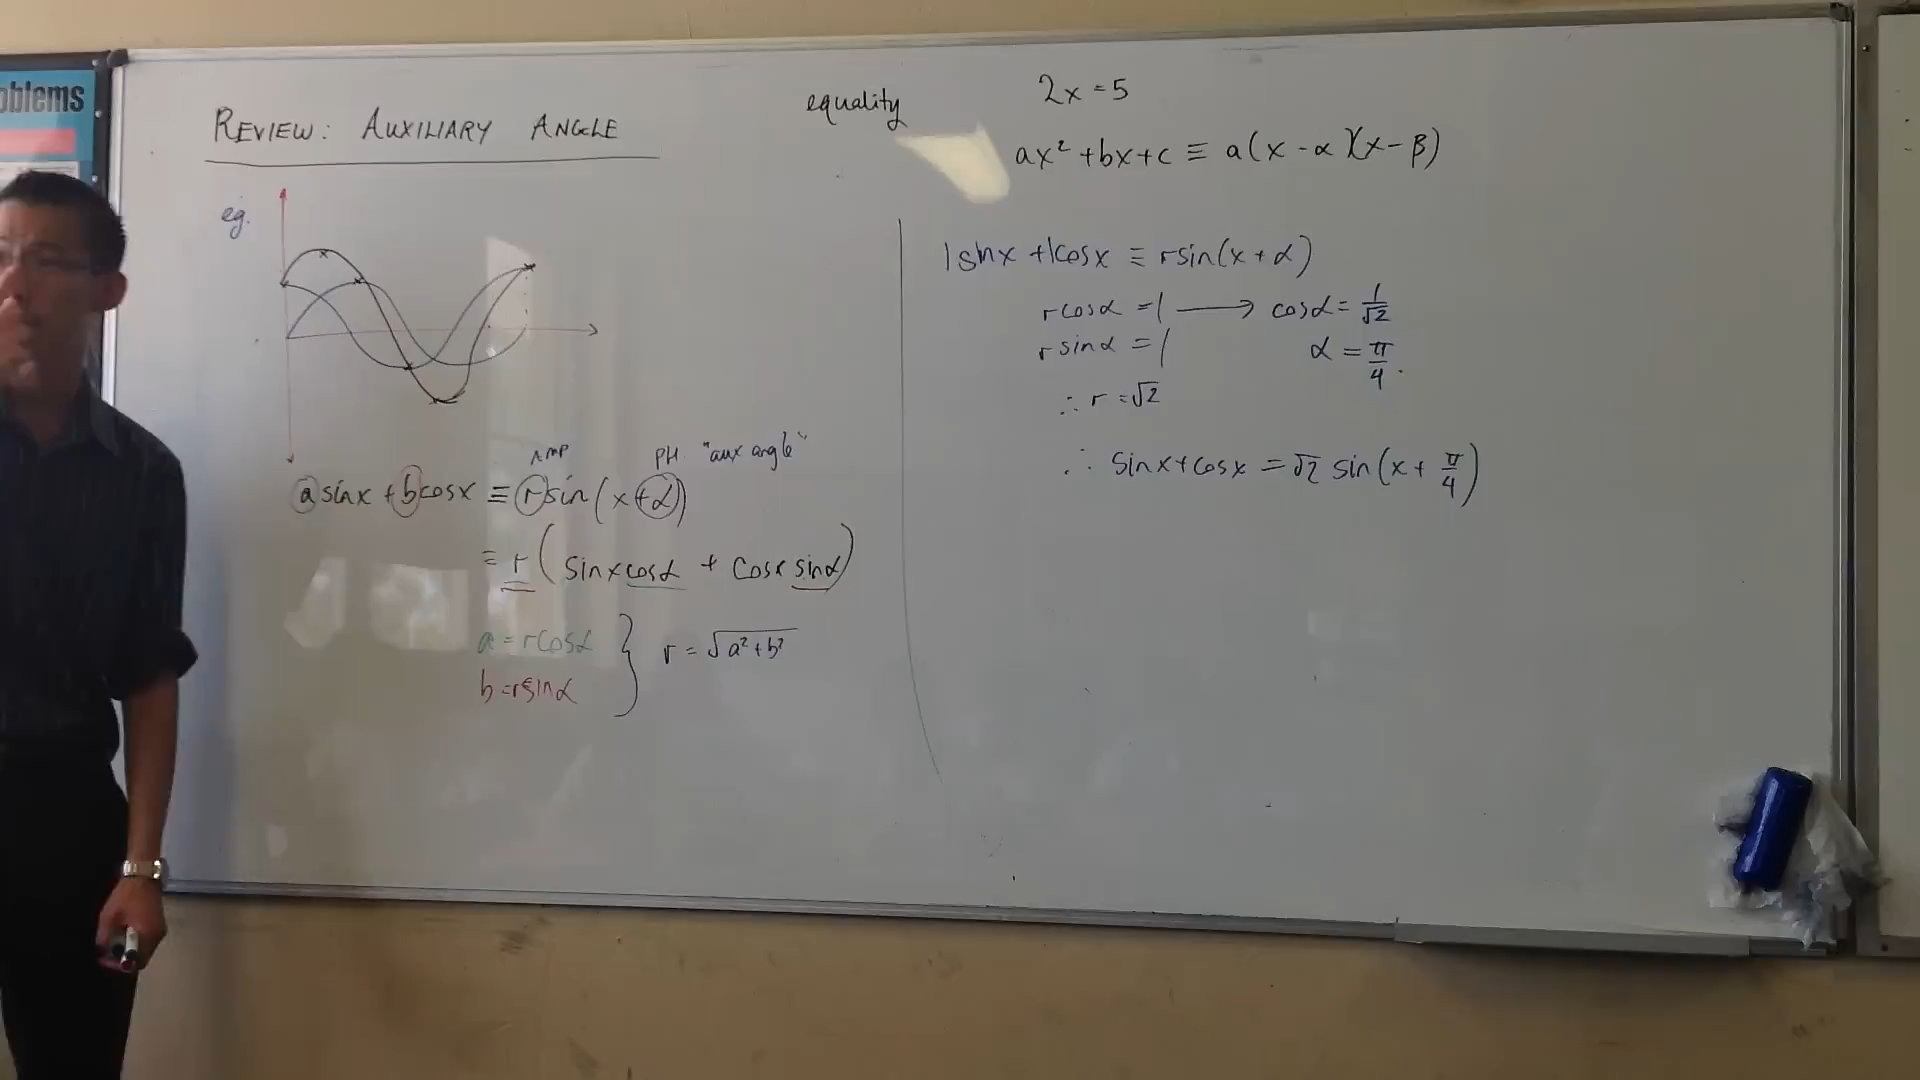 oblems
REVIEW: AUXILIARY ANGLE
eg.
AMP PH "aux angle"
a sinx + b cosx ≡ r sin(x + α)
≡ r (sinx cosα + cosx sinα)
a = r cosα
b = r sinα } r = √(a² + b²)
equality
2x = 5
ax² + bx + c ≡ a(x - α)(x - β)
1 sinx + 1 cosx ≡ r sin(x + α)
r cosα = 1 ⟶ cosα = 1/√2
r sinα = 1 α = π/4.
∴ r = √2
∴ sinx + cosx = √2 sin(x + π/4)